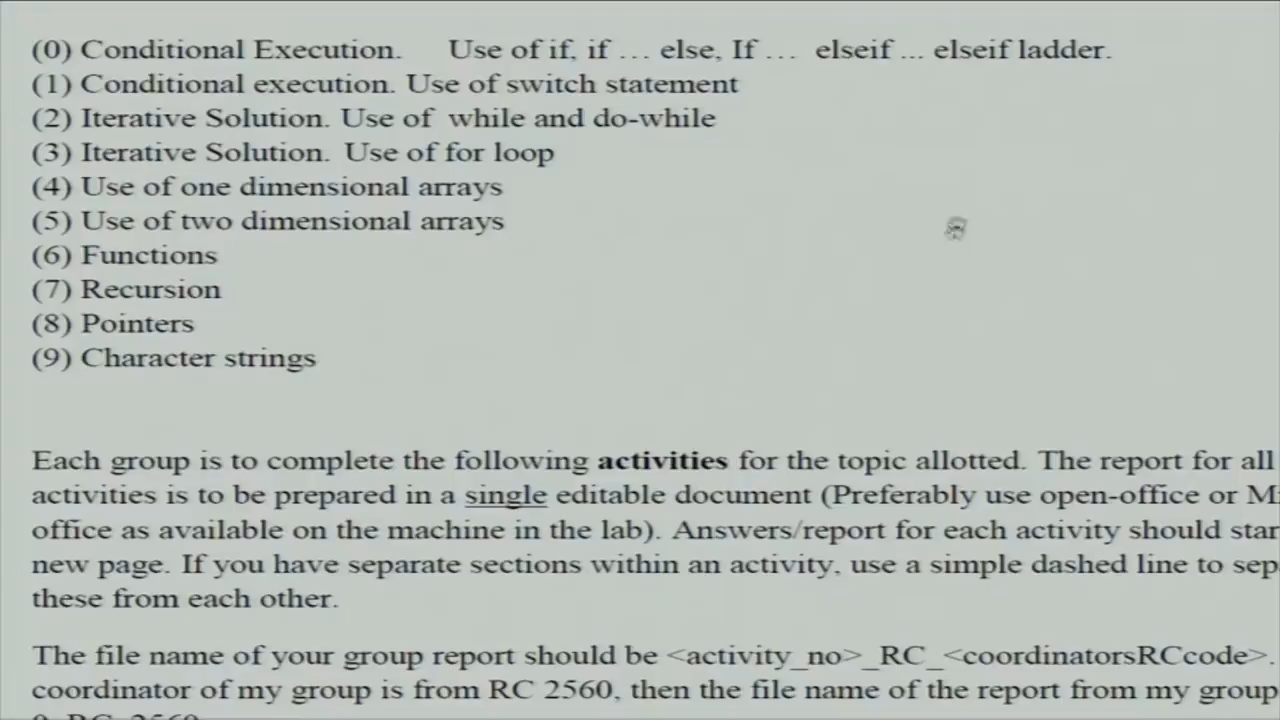 (0) Conditional Execution. Use of if, if … else, If … elseif ... elseif ladder.
(1) Conditional execution. Use of switch statement
(2) Iterative Solution. Use of while and do-while
(3) Iterative Solution. Use of for loop
(4) Use of one dimensional arrays
(5) Use of two dimensional arrays
(6) Functions
(7) Recursion
(8) Pointers
(9) Character strings
Each group is to complete the following activities for the topic allotted. The report for all
activities is to be prepared in a single editable document (Preferably use open-office or Mi
office as available on the machine in the lab). Answers/report for each activity should star
new page. If you have separate sections within an activity, use a simple dashed line to sep
these from each other.
The file name of your group report should be <activity_no>_RC_<coordinatorsRCcode>.
coordinator of my group is from RC 2560, then the file name of the report from my group